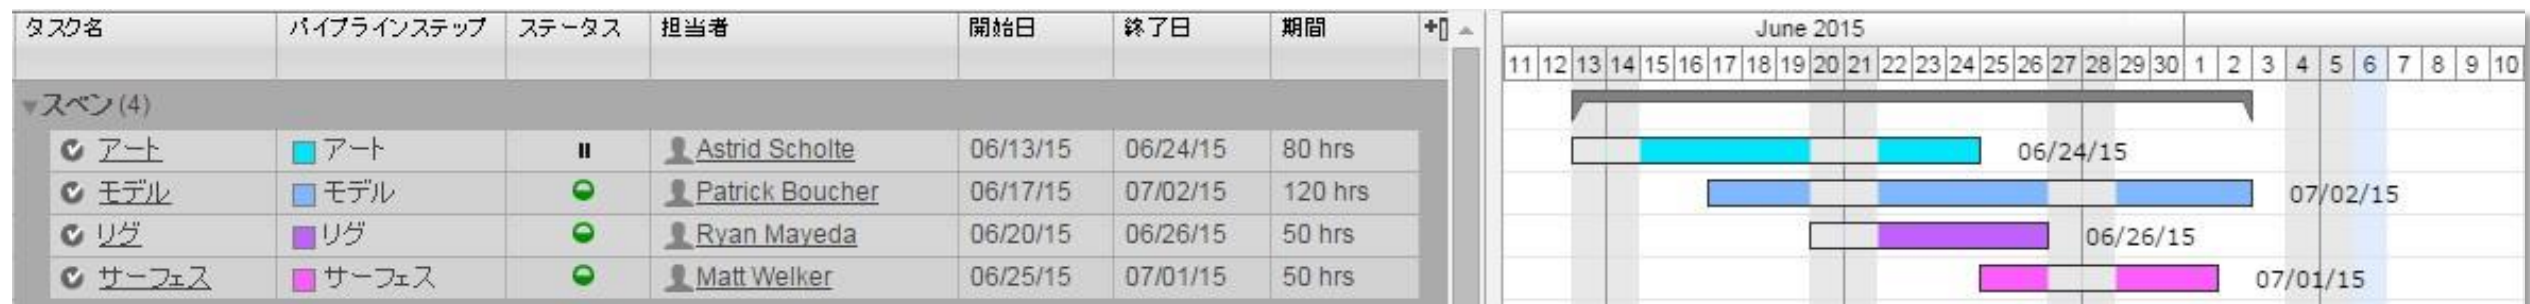 タスク名 パイプラインステップ ステータス 担当者 開始日 終了日 期間 June 2015
11 12 13 14 15 16 17 18 19 20 21 22 23 24 25 26 27 28 29 30 1 2 3 4 5 6 7 8 9 10
スベン (4)
アート アート Astrid Scholte 06/13/15 06/24/15 80 hrs 06/24/15
モデル モデル Patrick Boucher 06/17/15 07/02/15 120 hrs 07/02/15
リグ リグ Ryan Mayeda 06/20/15 06/26/15 50 hrs 06/26/15
サーフェス サーフェス Matt Welker 06/25/15 07/01/15 50 hrs 07/01/15